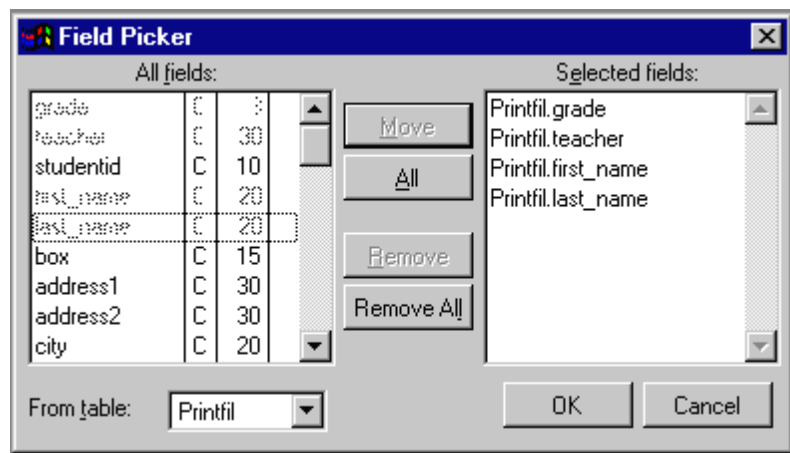 Field Picker
All fields:
grade C 3
teacher C 30
studentid C 10
first_name C 20
last_name C 20
box C 15
address1 C 30
address2 C 30
city C 20
Move
All
Remove
Remove All
Selected fields:
Printfil.grade
Printfil.teacher
Printfil.first_name
Printfil.last_name
From table: Printfil
OK Cancel